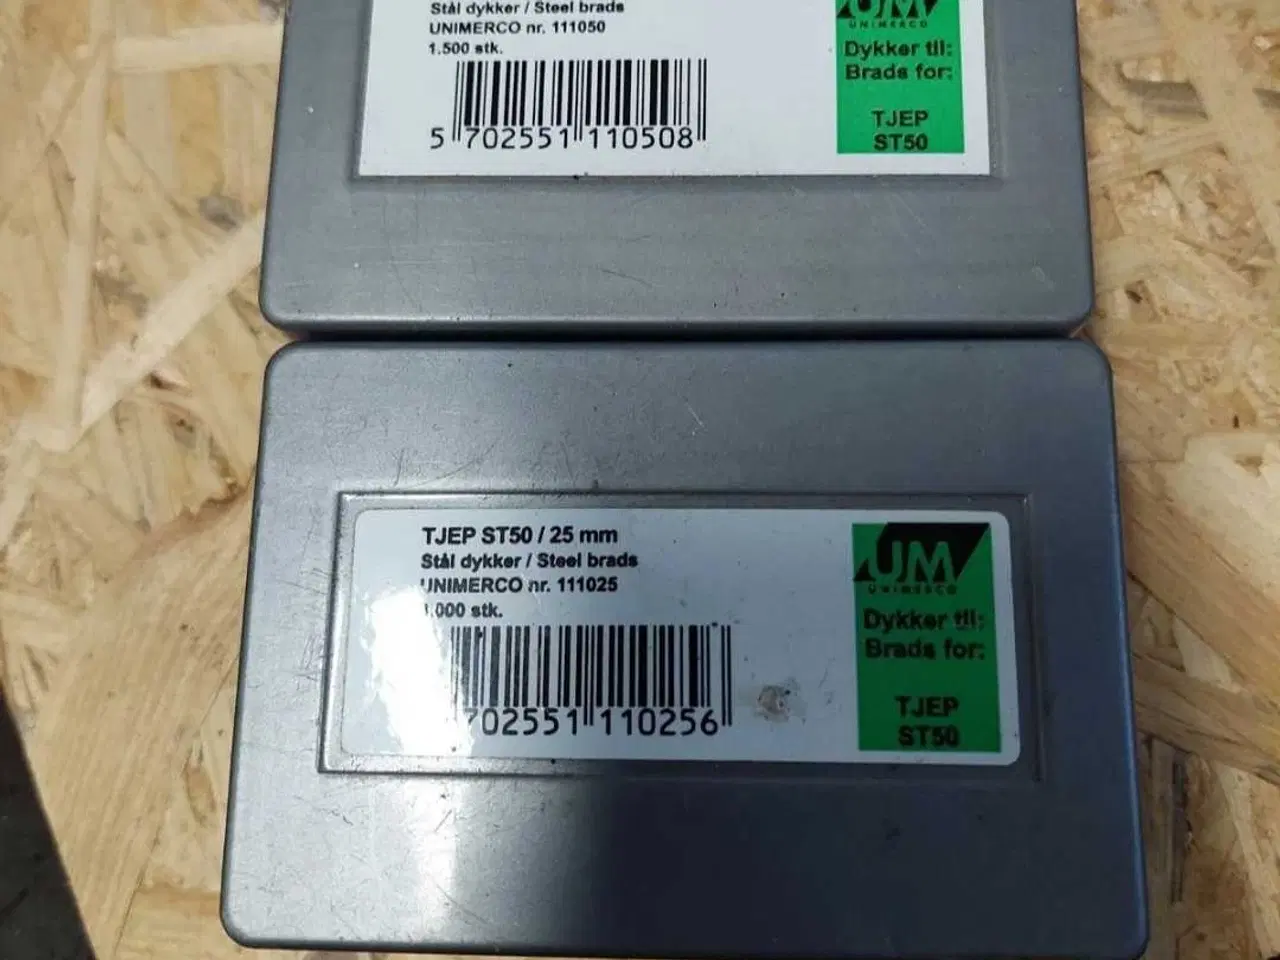 Stål dykker / Steel brads
UNIMERCO nr. 111050
1.500 stk.
5 702551 110508
UM
UNIMERCO
Dykker til:
Brads for:
TJEP
ST50
TJEP ST50 / 25 mm
Stål dykker / Steel brads
UNIMERCO nr. 111025
.000 stk.
702551 110256
UM
UNIMERCO
Dykker til:
Brads for:
TJEP
ST50